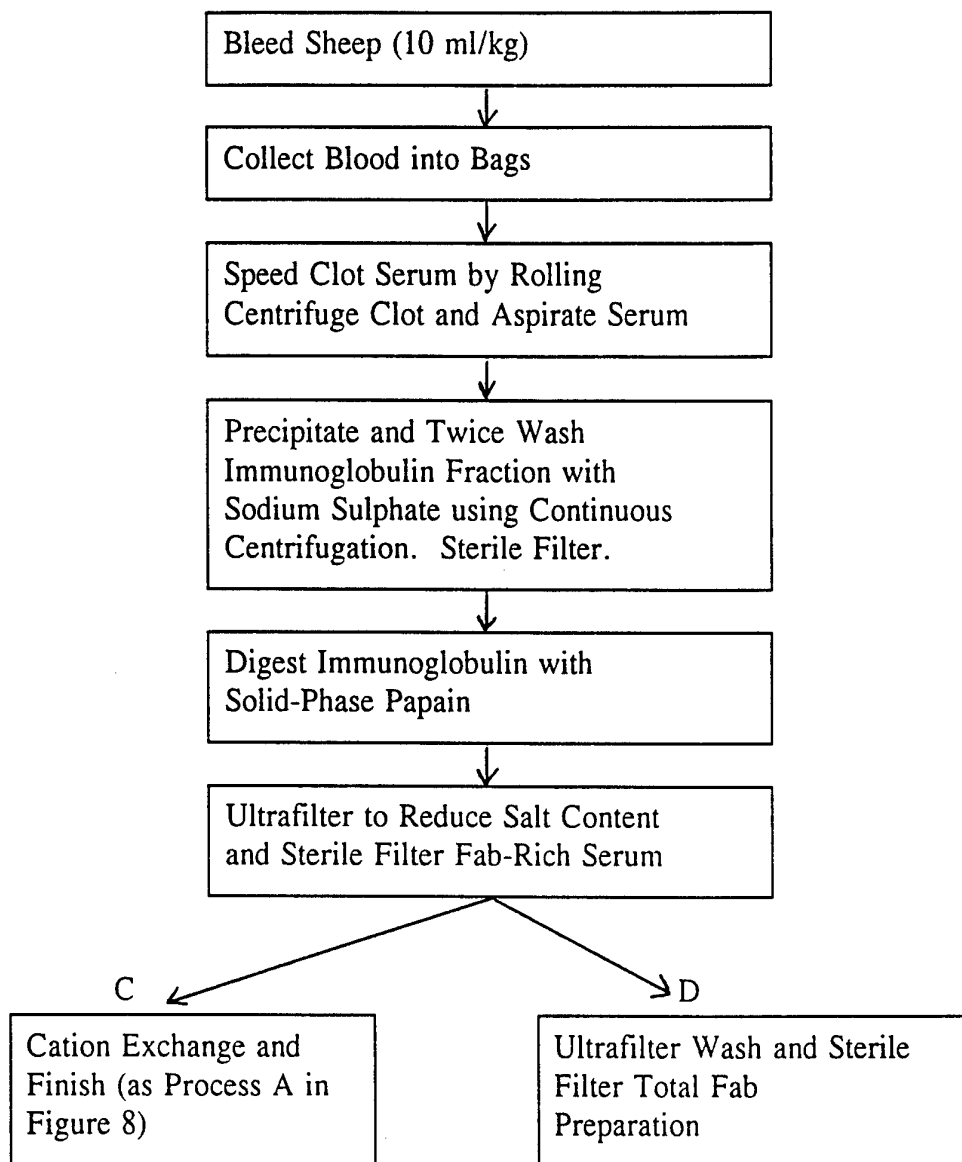 Bleed Sheep (10 ml/kg)
Collect Blood into Bags
Speed Clot Serum by Rolling
Centrifuge Clot and Aspirate Serum
Precipitate and Twice Wash
Immunoglobulin Fraction with
Sodium Sulphate using Continuous
Centrifugation. Sterile Filter.
Digest Immunoglobulin with
Solid-Phase Papain
Ultrafilter to Reduce Salt Content
and Sterile Filter Fab-Rich Serum
C
Cation Exchange and
Finish (as Process A in
Figure 8)
D
Ultrafilter Wash and Sterile
Filter Total Fab
Preparation